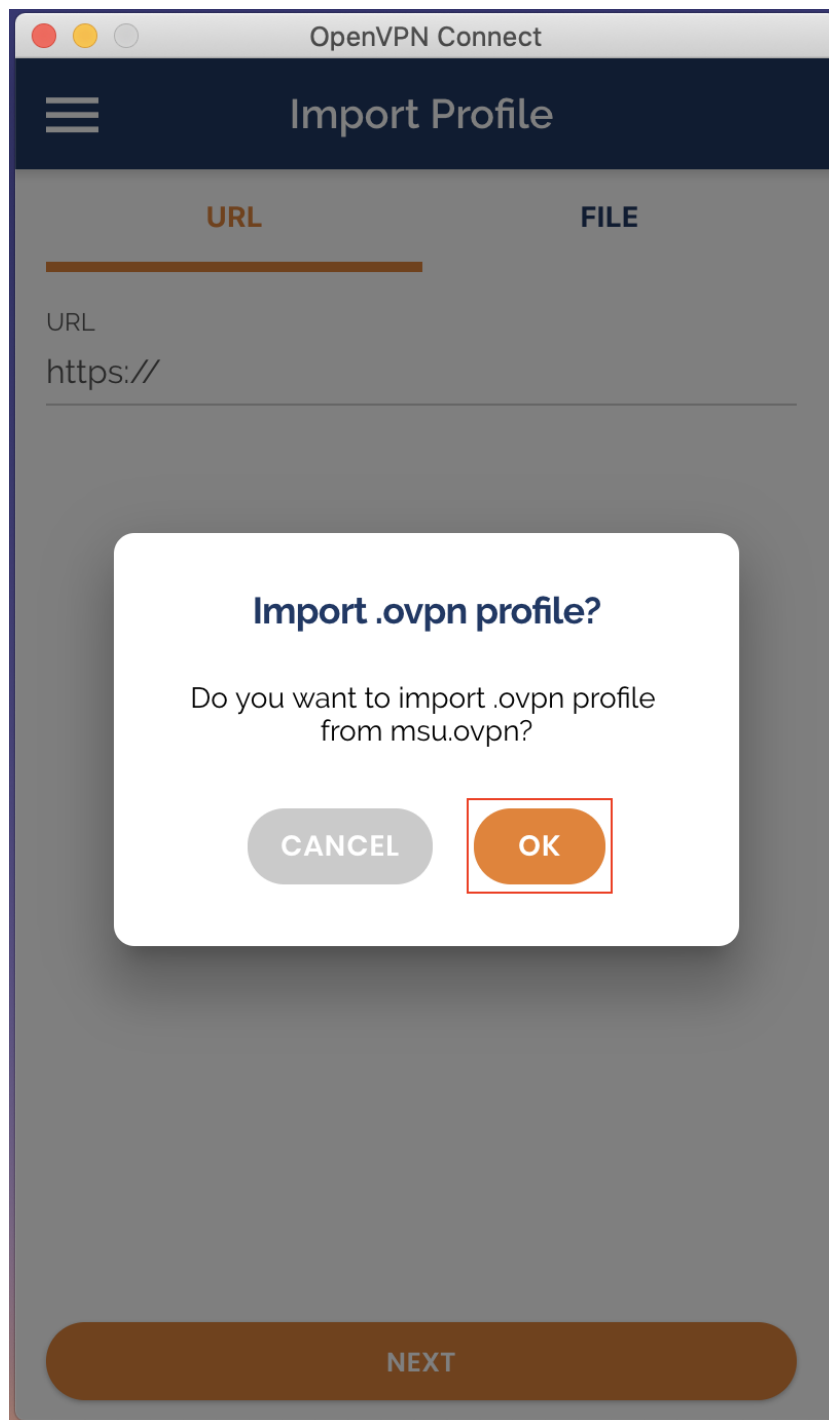 OpenVPN Connect
Import Profile
URL
FILE
URL
https://
Import .ovpn profile?
Do you want to import .ovpn profile
from msu.ovpn?
CANCEL
OK
NEXT